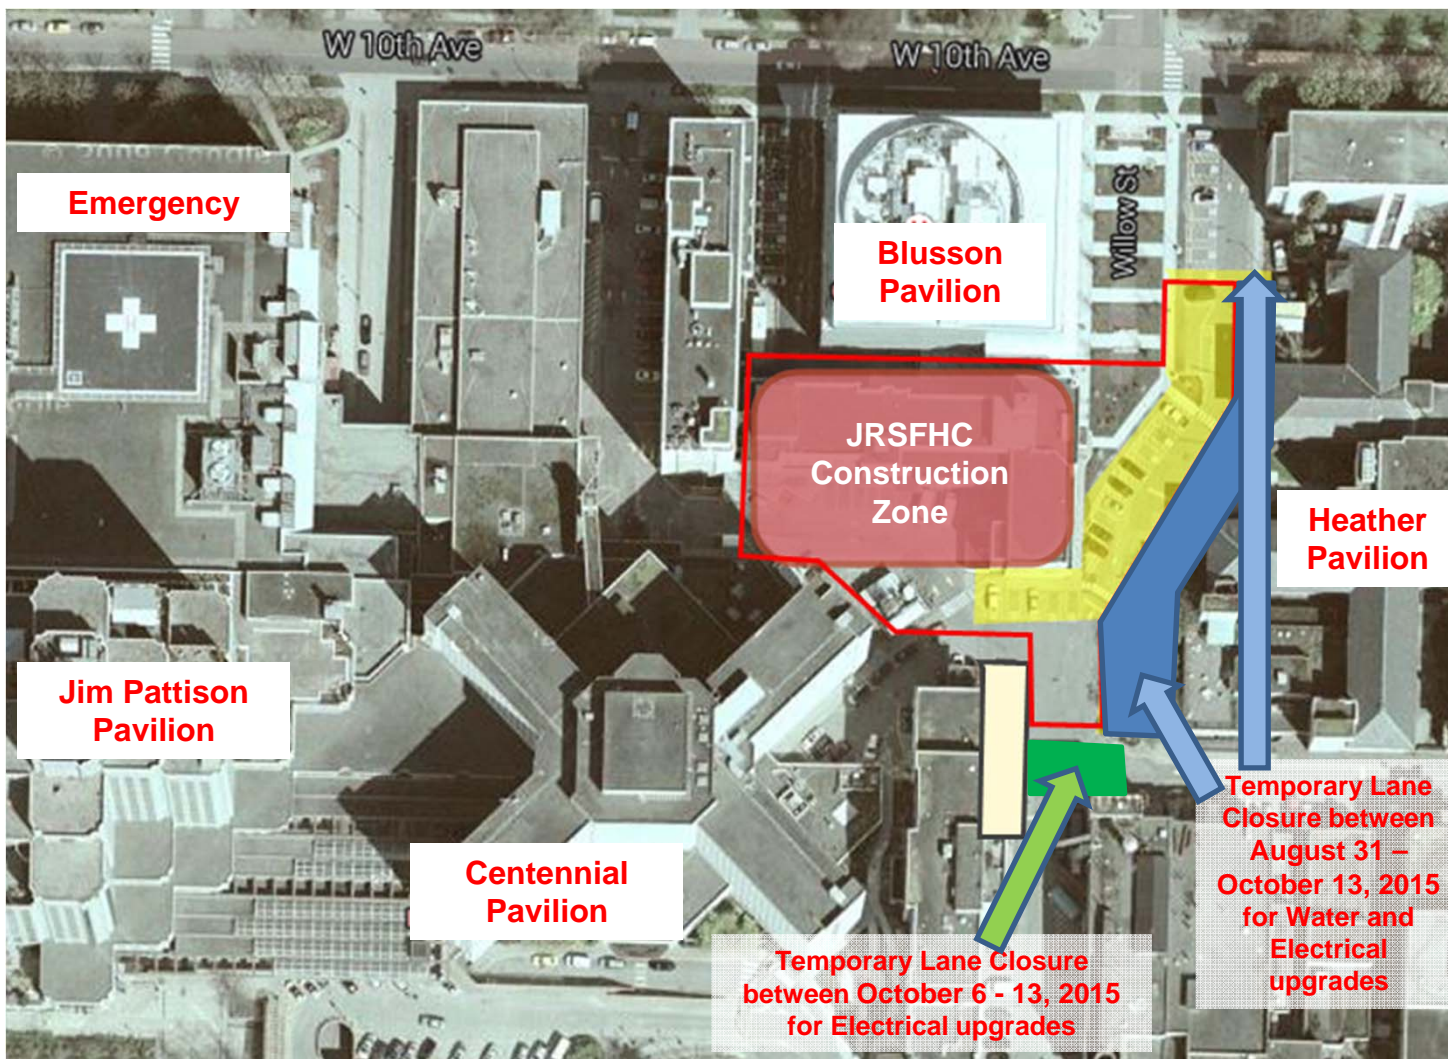 W 10th Ave
W 10th Ave
Emergency
Willow St
Blusson
Pavilion
JRSFHC
Construction
Zone
Heather
Pavilion
Jim Pattison
Pavilion
Centennial
Pavilion
Temporary Lane
Closure between
August 31 –
October 13, 2015
for Water and
Electrical
upgrades
Temporary Lane Closure
between October 6 - 13, 2015
for Electrical upgrades